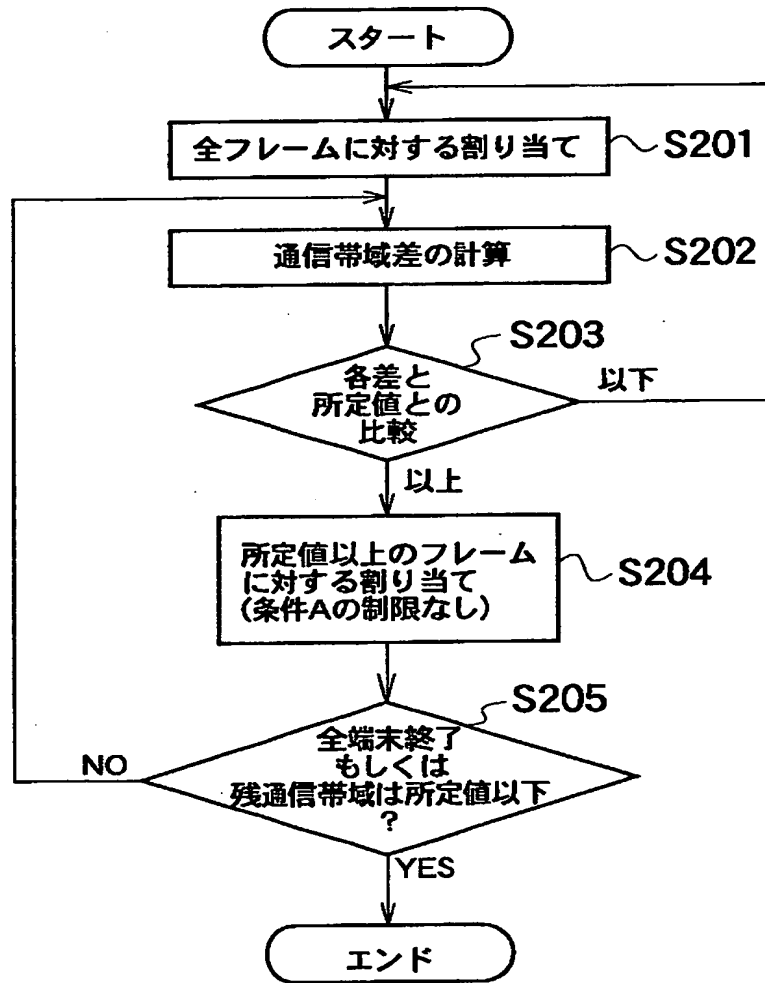 スタート
全フレームに対する割り当て
S201
通信帯域差の計算
S202
S203
各差と
所定値との
比較
以下
以上
所定値以上のフレーム
に対する割り当て
(条件Aの制限なし)
S204
S205
全端末終了
もしくは
残通信帯域は所定値以下
?
NO
YES
エンド